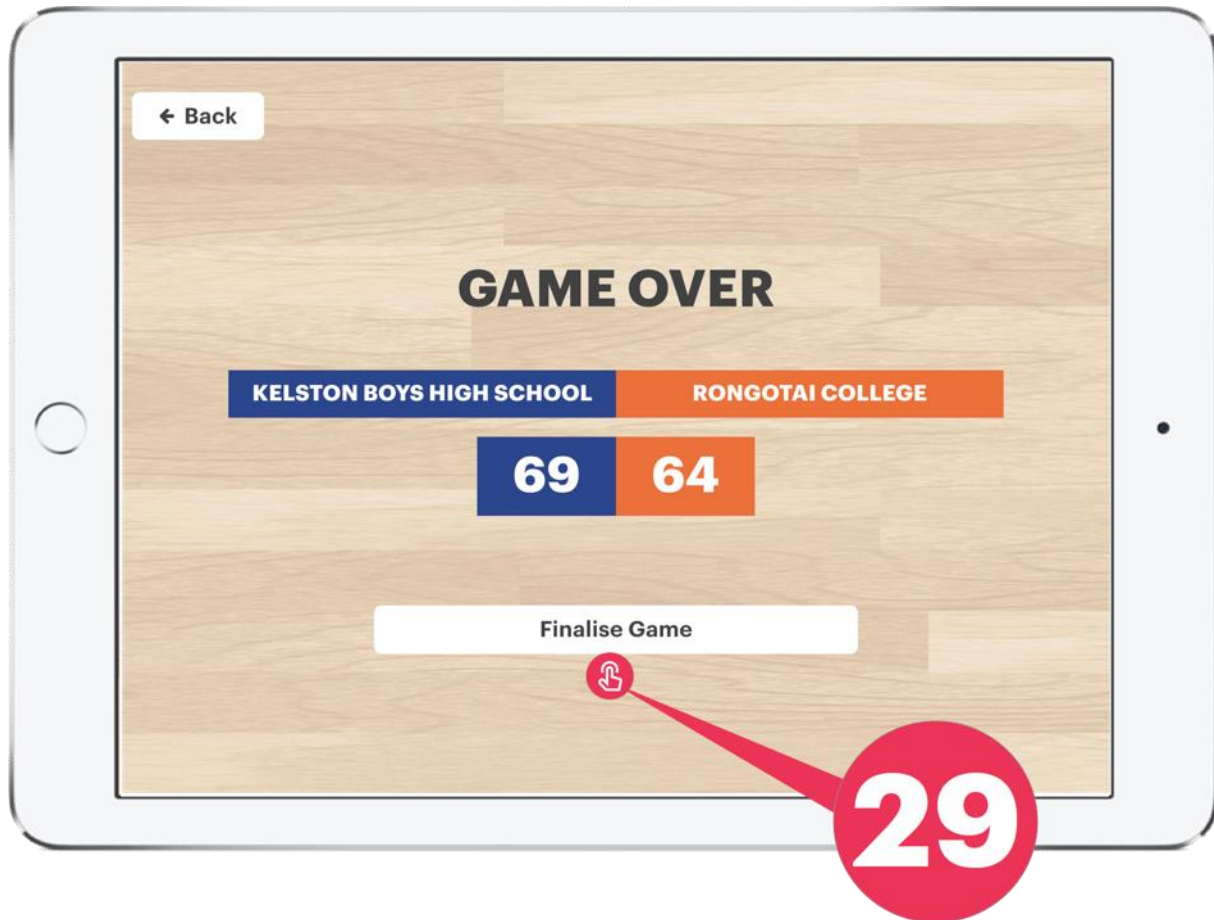 ← Back
GAME OVER
KELSTON BOYS HIGH SCHOOL RONGOTAI COLLEGE
69 64
Finalise Game
29